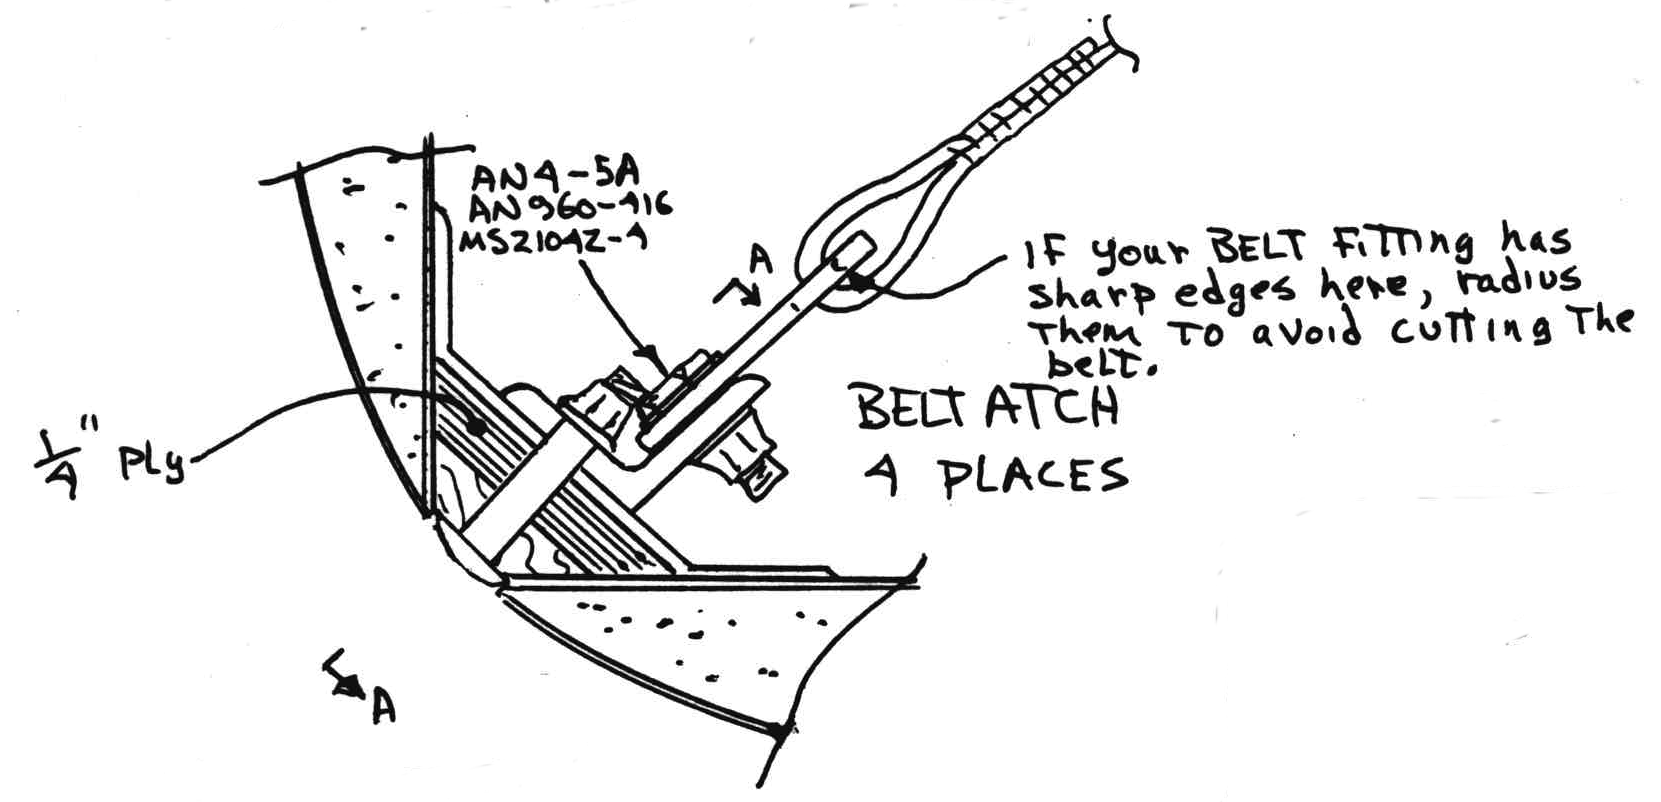 AN4-5A
AN960-416
MS21042-4
A
IF your BELT FITTING has
sharp edges here, radius
Them To avoid cutting The
belt.
BELT ATCH
4 PLACES
1/4" PLY
A